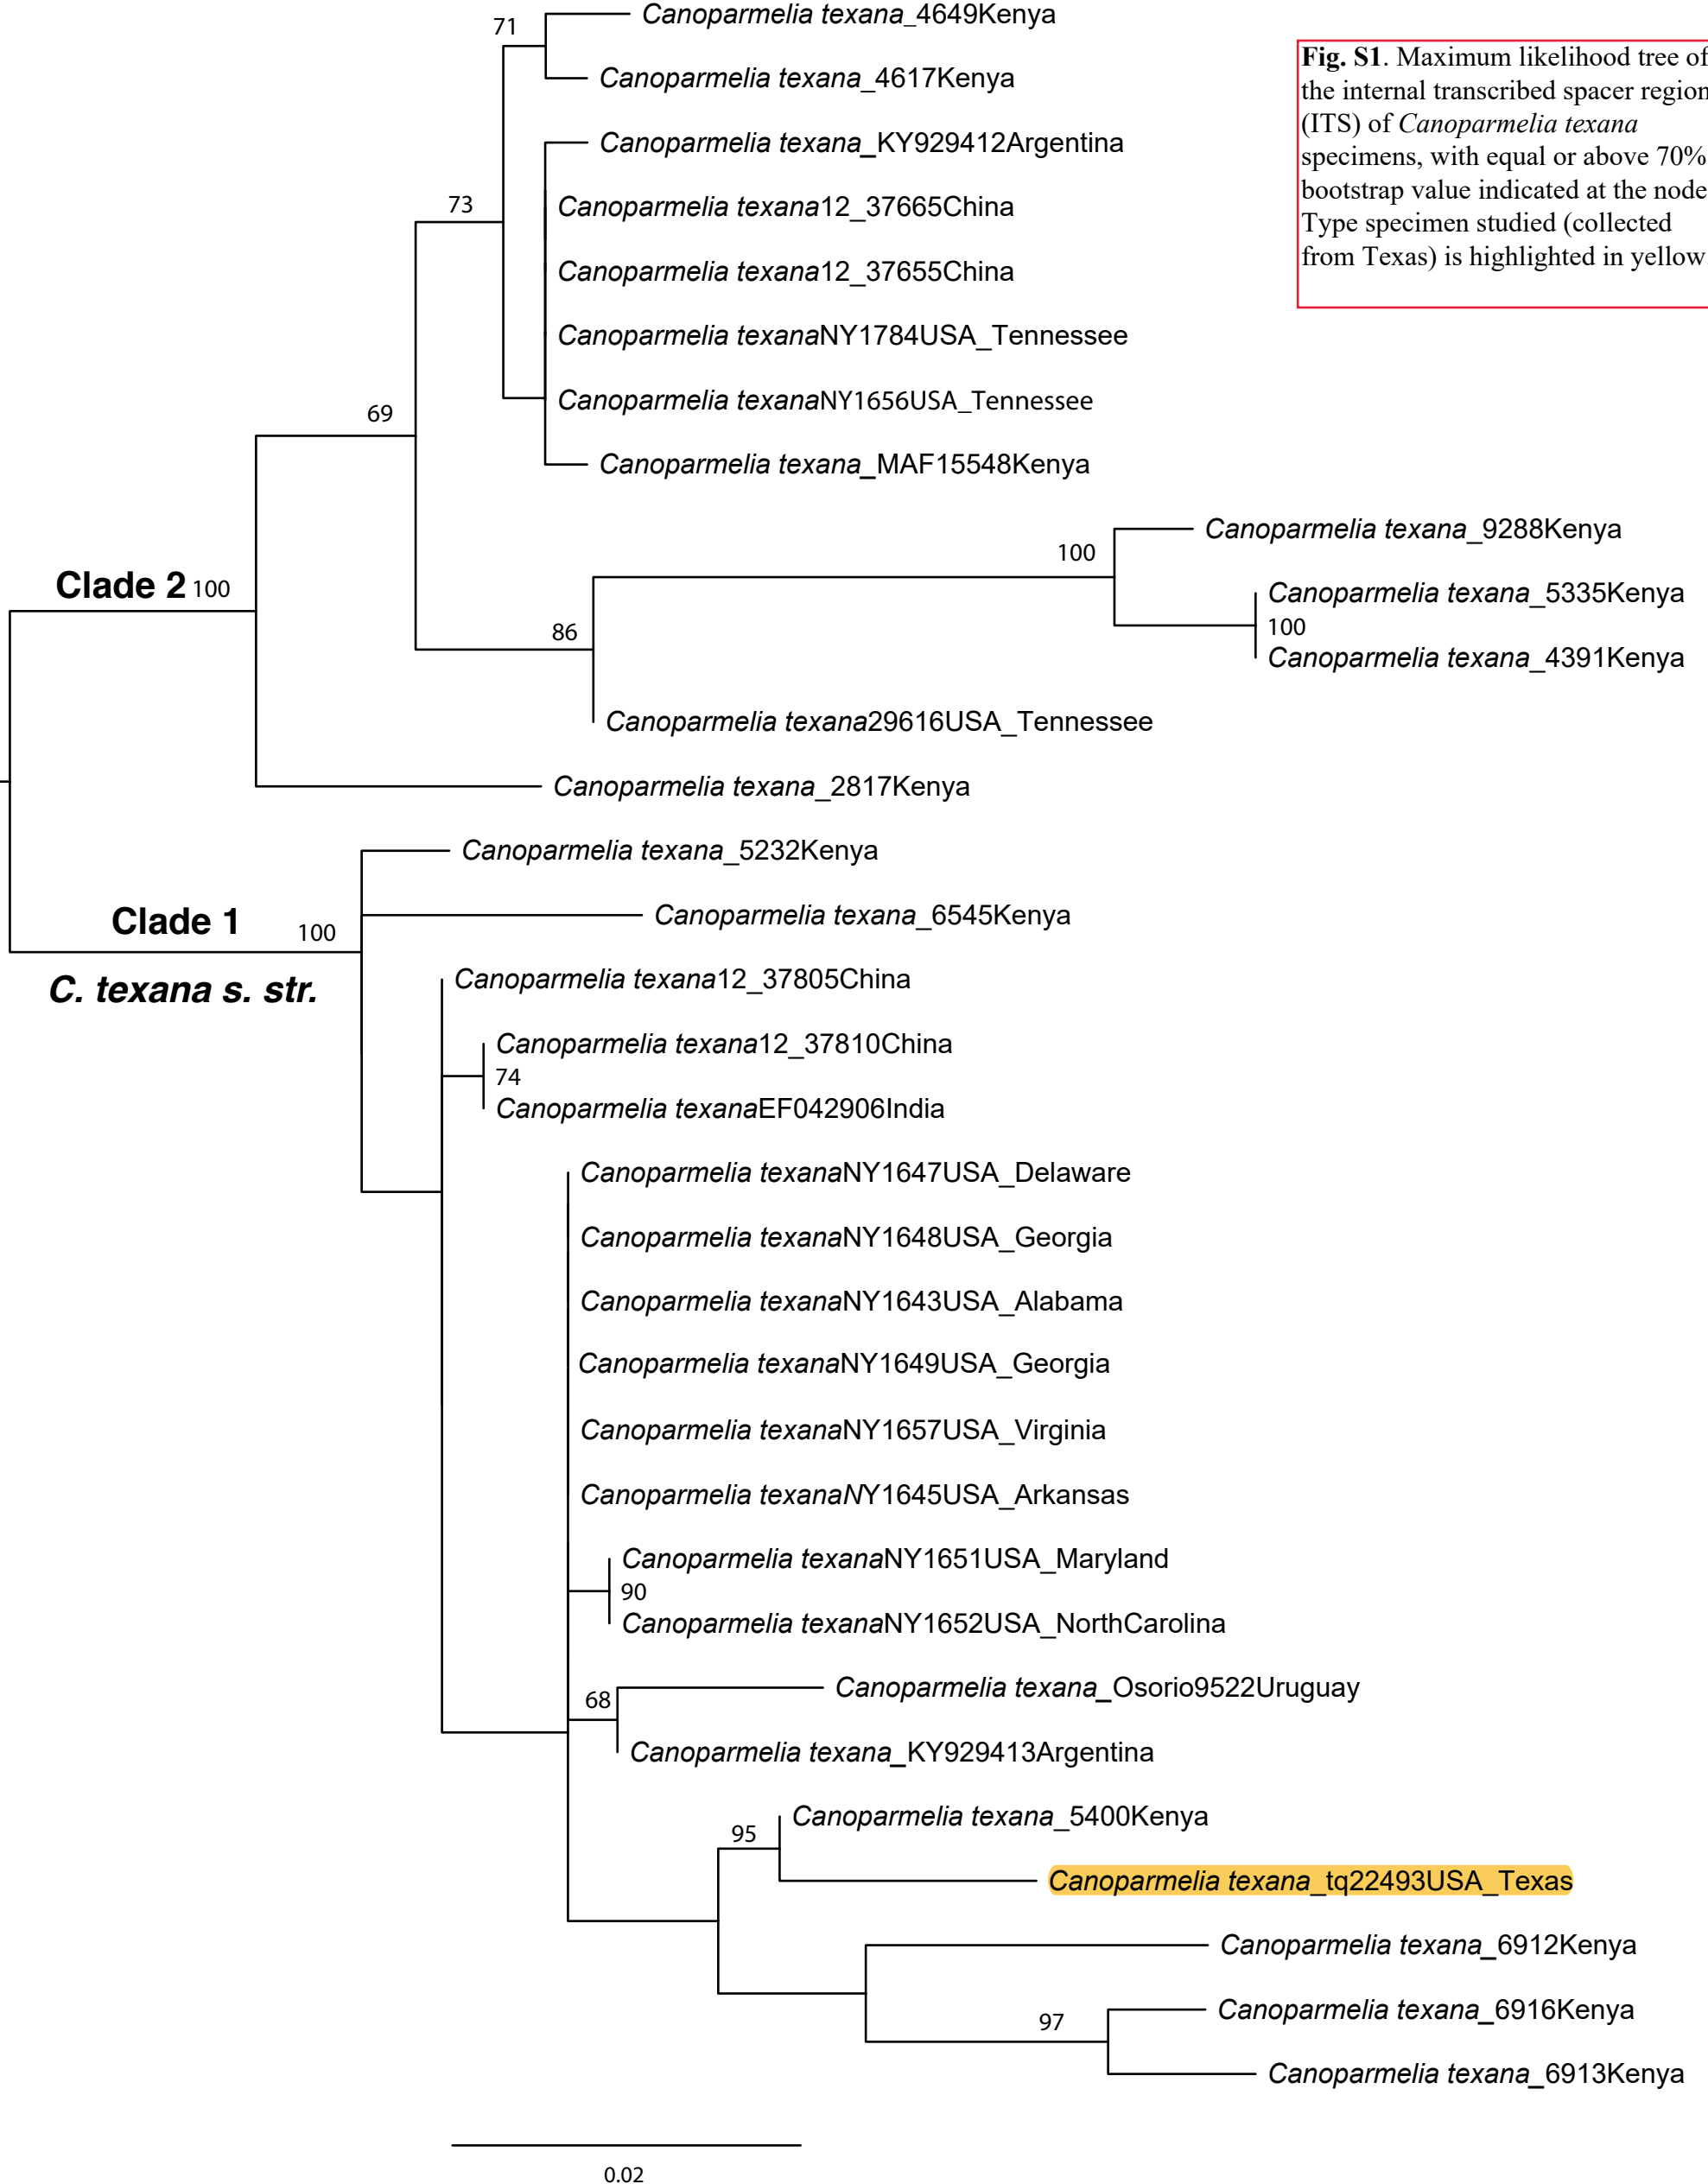 71
Canoparmelia texana_4649Kenya
Canoparmelia texana_4617Kenya
Fig. S1. Maximum likelihood tree of
the internal transcribed spacer region
(ITS) of Canoparmelia texana
specimens, with equal or above 70%
bootstrap value indicated at the node
Type specimen studied (collected
from Texas) is highlighted in yellow
Canoparmelia texana_KY929412Argentina
73
Canoparmelia texana12_37665China
Canoparmelia texana12_37655China
Canoparmelia texanaNY1784USA_Tennessee
Canoparmelia texanaNY1656USA_Tennessee
69
Canoparmelia texana_MAF15548Kenya
Canoparmelia texana_9288Kenya
100
Clade 2 100
Canoparmelia texana_5335Kenya
100
86
Canoparmelia texana_4391Kenya
Canoparmelia texana29616USA_Tennessee
Canoparmelia texana_2817Kenya
Canoparmelia texana_5232Kenya
Clade 1
100
Canoparmelia texana_6545Kenya
C. texana s. str.
Canoparmelia texana12_37805China
Canoparmelia texana12_37810China
74
Canoparmelia texanaEF042906India
Canoparmelia texanaNY1647USA_Delaware
Canoparmelia texanaNY1648USA_Georgia
Canoparmelia texanaNY1643USA_Alabama
Canoparmelia texanaNY1649USA_Georgia
Canoparmelia texanaNY1657USA_Virginia
Canoparmelia texanaNY1645USA_Arkansas
Canoparmelia texanaNY1651USA_Maryland
90
Canoparmelia texanaNY1652USA_NorthCarolina
68
Canoparmelia texana_Osorio9522Uruguay
Canoparmelia texana_KY929413Argentina
Canoparmelia texana_5400Kenya
95
Canoparmelia texana_tq22493USA_Texas
Canoparmelia texana_6912Kenya
Canoparmelia texana_6916Kenya
97
Canoparmelia texana_6913Kenya
0.02